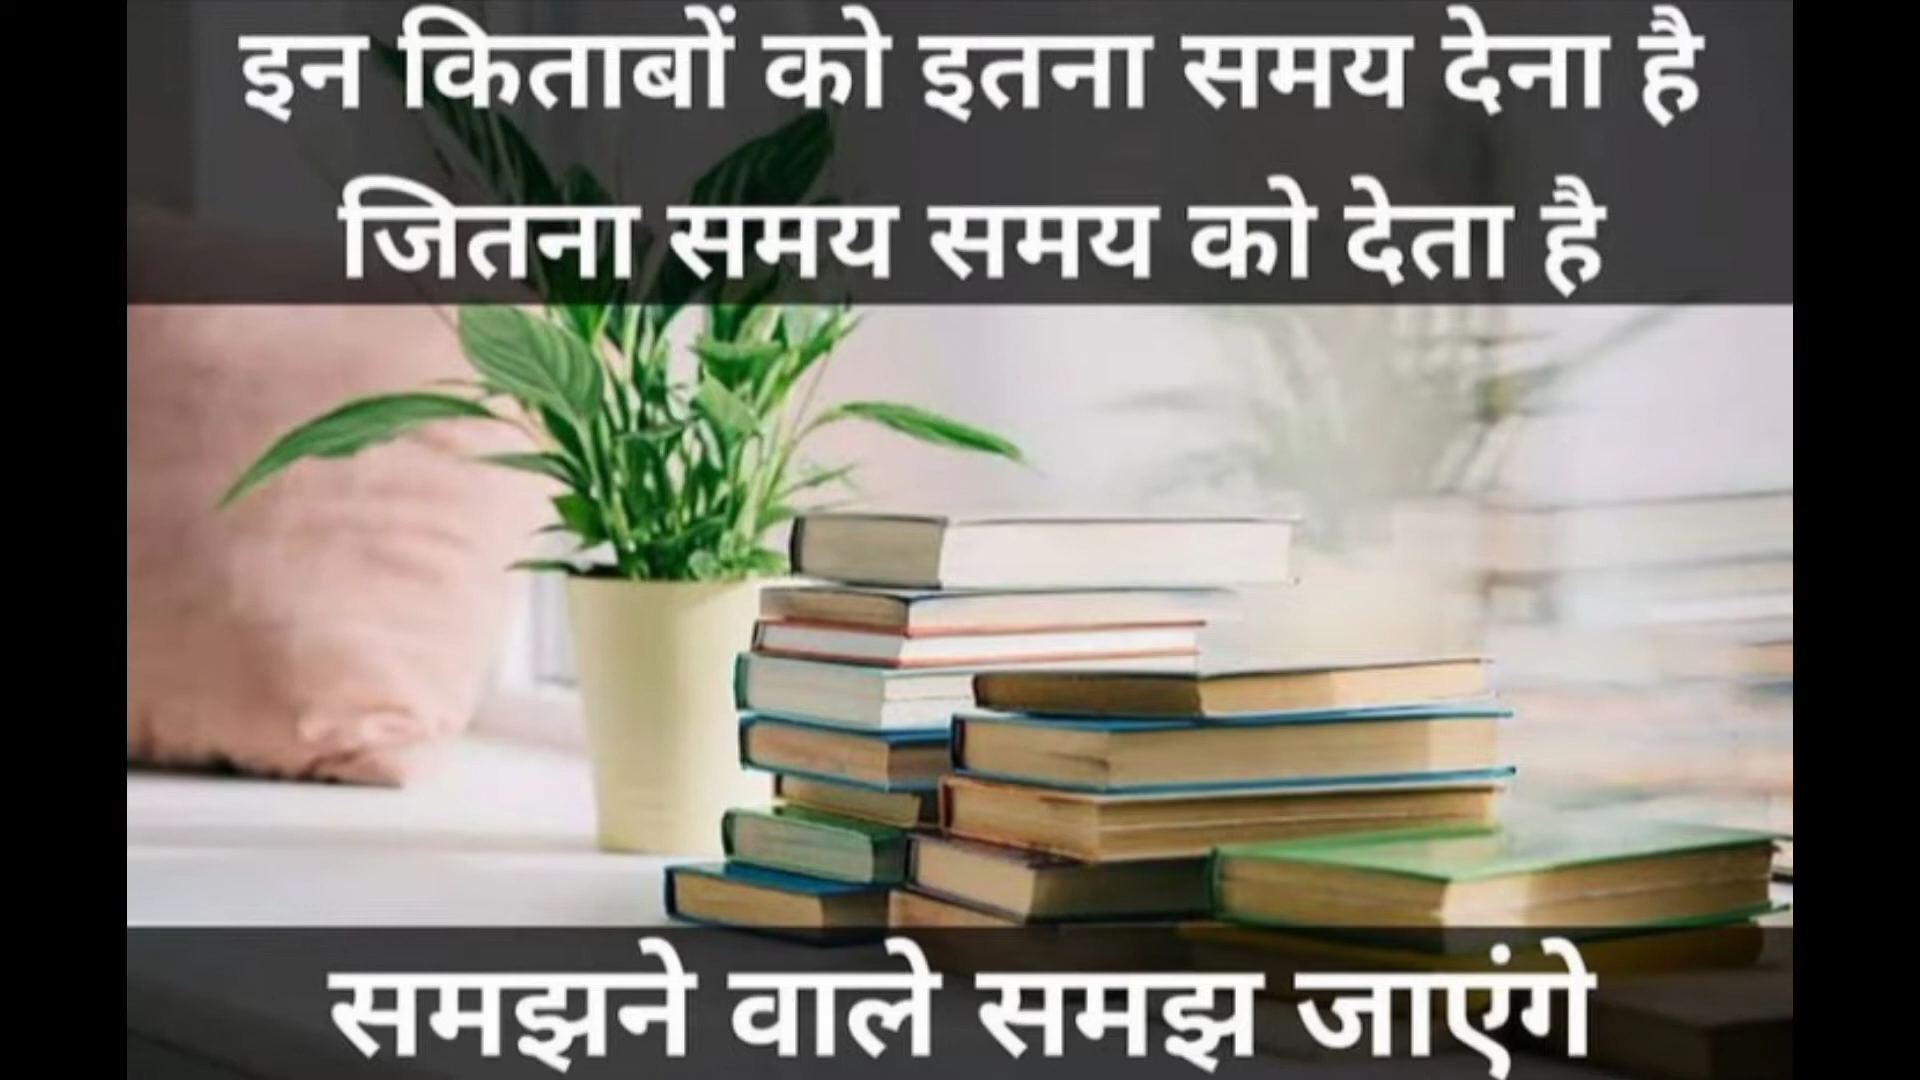 इन किताबों को इतना समय देना है
जितना समय समय को देता है
समझने वाले समझ जाएंगे